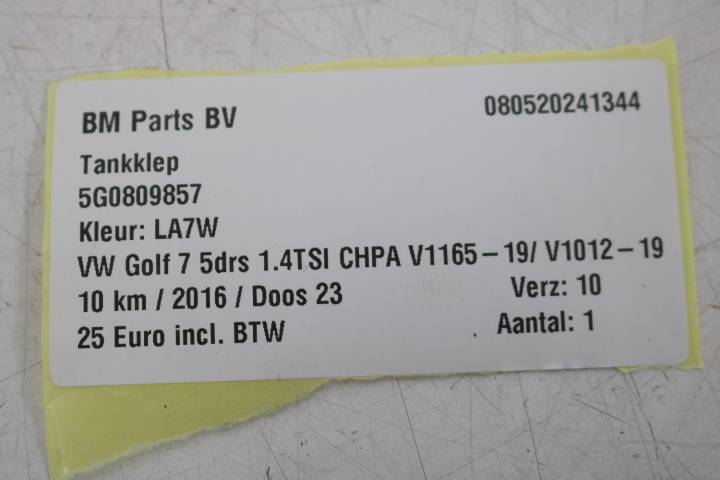 BM Parts BV 080520241344
Tankklep
5G0809857
Kleur: LA7W
VW Golf 7 5drs 1.4TSI CHPA V1165-19/ V1012-19
10 km / 2016 / Doos 23 Verz: 10
25 Euro incl. BTW Aantal: 1